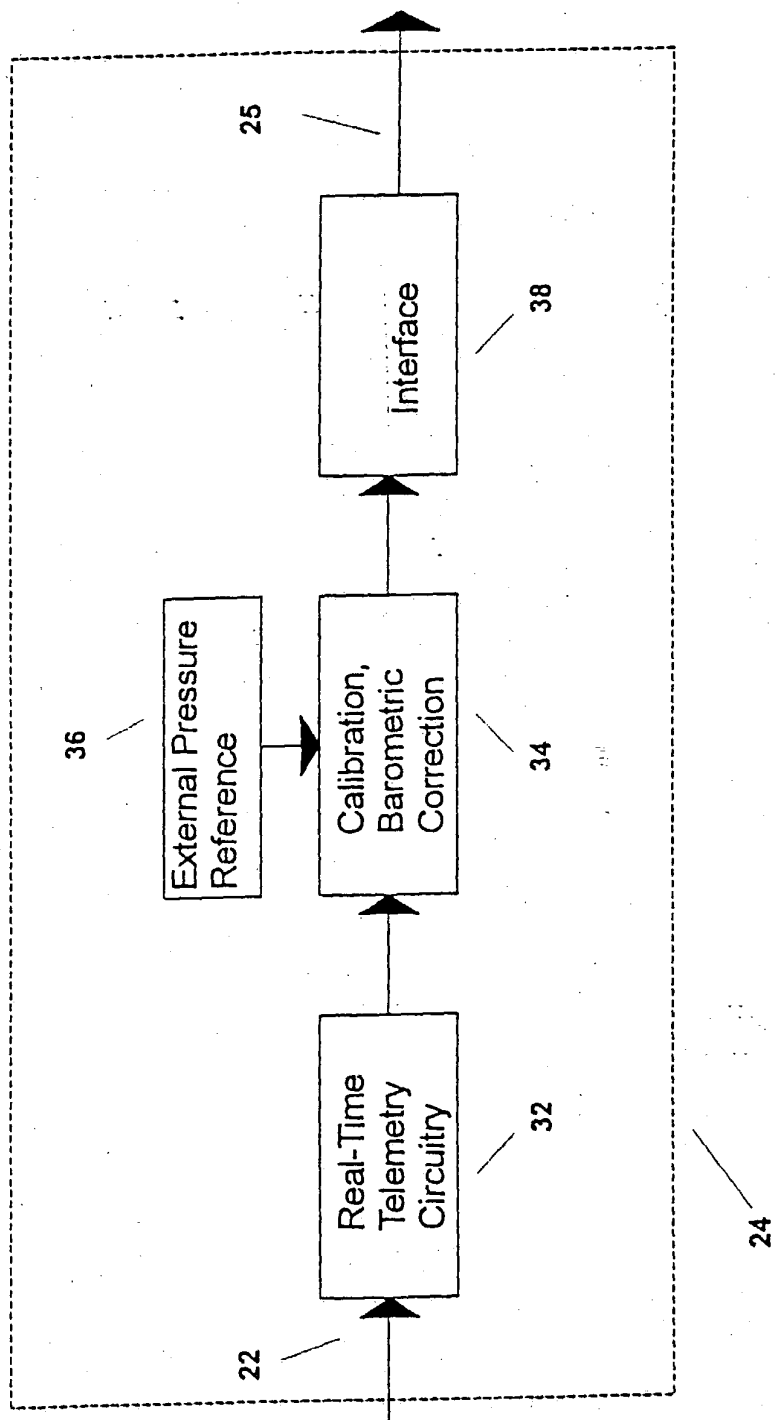 36
25
External Pressure
Reference
Real-Time
Telemetry
Circuitry
Calibration,
Barometric
Correction
Interface
22
32
34
38
24